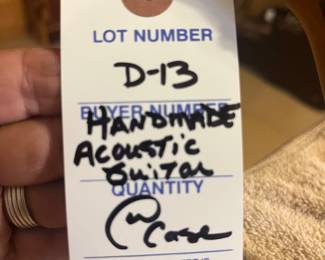 LOT NUMBER
D-13
BUYER NUMBER
HANDMADE
ACOUSTIC
GUITAR
QUANTITY
W
CASE